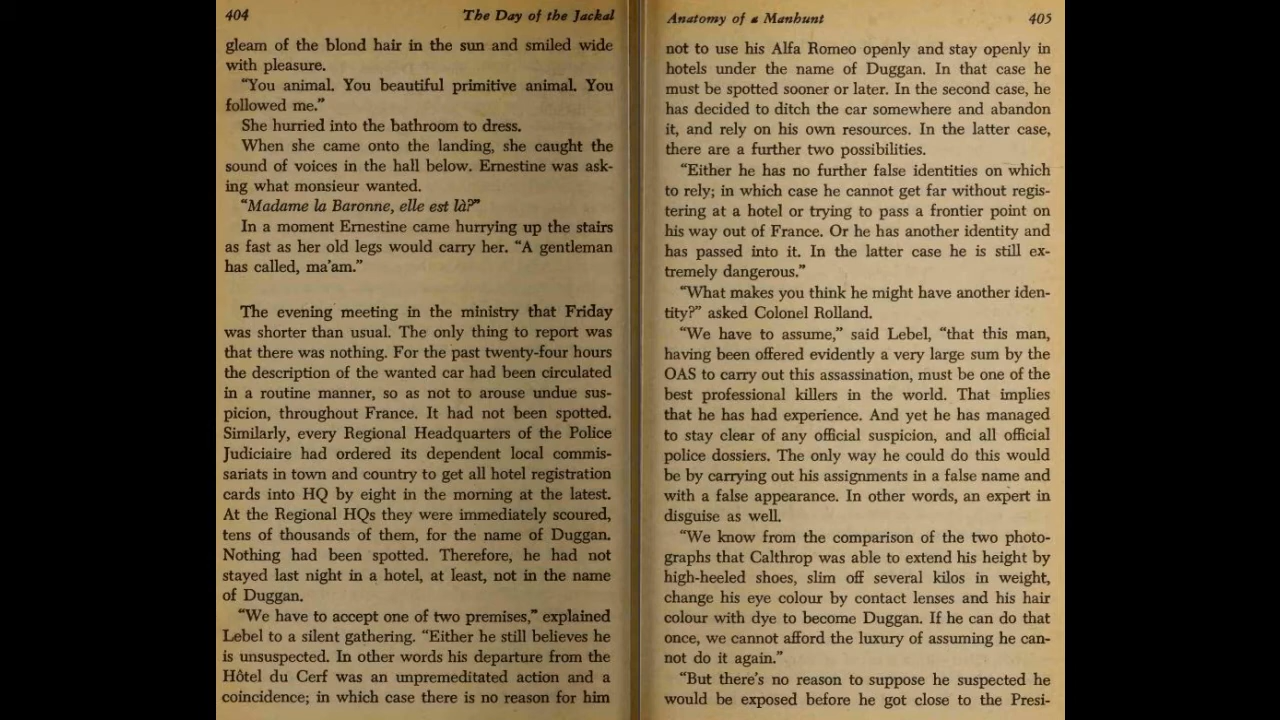 404
The Day of the Jackal
gleam of the blond hair in the sun and smiled wide
with pleasure.
“You animal. You beautiful primitive animal. You
followed me.”
She hurried into the bathroom to dress.
When she came onto the landing, she caught the
sound of voices in the hall below. Ernestine was ask-
ing what monsieur wanted.
“Madame la Baronne, elle est là?”
In a moment Ernestine came hurrying up the stairs
as fast as her old legs would carry her. “A gentleman
has called, ma’am.”
The evening meeting in the ministry that Friday
was shorter than usual. The only thing to report was
that there was nothing. For the past twenty-four hours
the description of the wanted car had been circulated
in a routine manner, so as not to arouse undue sus-
picion, throughout France. It had not been spotted.
Similarly, every Regional Headquarters of the Police
Judiciaire had ordered its dependent local commis-
sariats in town and country to get all hotel registration
cards into HQ by eight in the morning at the latest.
At the Regional HQs they were immediately scoured,
tens of thousands of them, for the name of Duggan.
Nothing had been spotted. Therefore, he had not
stayed last night in a hotel, at least, not in the name
of Duggan.
“We have to accept one of two premises,” explained
Lebel to a silent gathering. “Either he still believes he
is unsuspected. In other words his departure from the
Hôtel du Cerf was an unpremeditated action and a
coincidence; in which case there is no reason for him
Anatomy of a Manhunt
405
not to use his Alfa Romeo openly and stay openly in
hotels under the name of Duggan. In that case he
must be spotted sooner or later. In the second case, he
has decided to ditch the car somewhere and abandon
it, and rely on his own resources. In the latter case,
there are a further two possibilities.
“Either he has no further false identities on which
to rely; in which case he cannot get far without regis-
tering at a hotel or trying to pass a frontier point on
his way out of France. Or he has another identity and
has passed into it. In the latter case he is still ex-
tremely dangerous.”
“What makes you think he might have another iden-
tity?” asked Colonel Rolland.
“We have to assume,” said Lebel, “that this man,
having been offered evidently a very large sum by the
OAS to carry out this assassination, must be one of the
best professional killers in the world. That implies
that he has had experience. And yet he has managed
to stay clear of any official suspicion, and all official
police dossiers. The only way he could do this would
be by carrying out his assignments in a false name and
with a false appearance. In other words, an expert in
disguise as well.
“We know from the comparison of the two photo-
graphs that Calthrop was able to extend his height by
high-heeled shoes, slim off several kilos in weight,
change his eye colour by contact lenses and his hair
colour with dye to become Duggan. If he can do that
once, we cannot afford the luxury of assuming he can-
not do it again.”
“But there’s no reason to suppose he suspected he
would be exposed before he got close to the Presi-